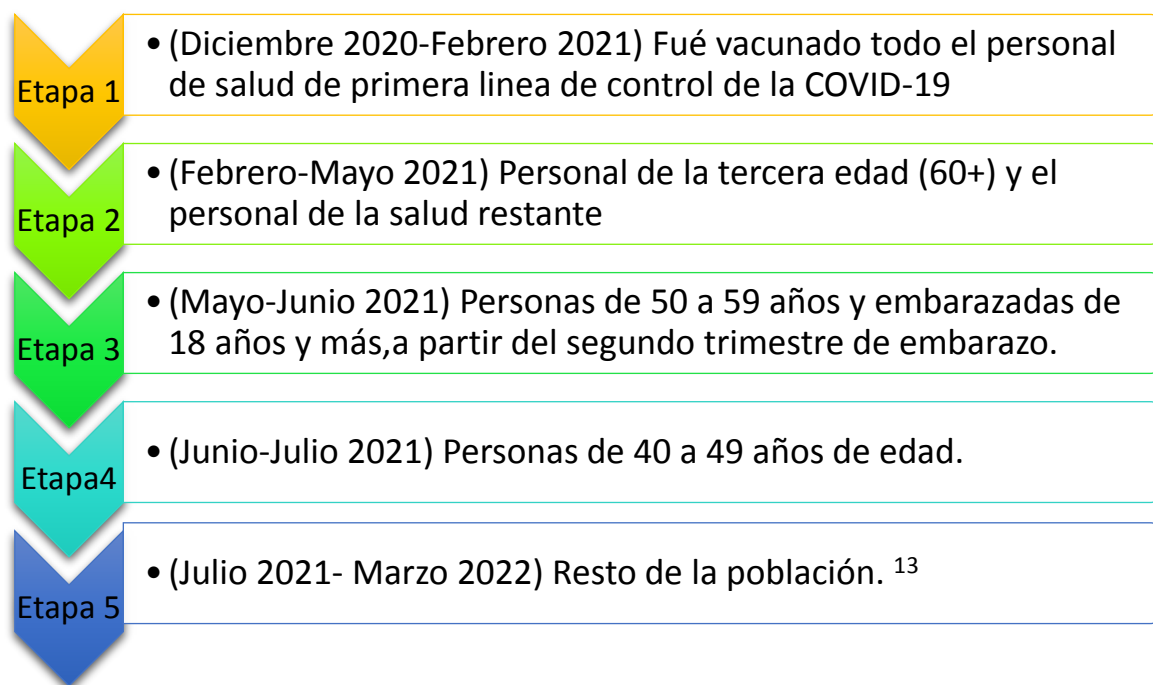 Etapa 1
• (Diciembre 2020-Febrero 2021) Fué vacunado todo el personal
de salud de primera linea de control de la COVID-19
Etapa 2
• (Febrero-Mayo 2021) Personal de la tercera edad (60+) y el
personal de la salud restante
Etapa 3
• (Mayo-Junio 2021) Personas de 50 a 59 años y embarazadas de
18 años y más,a partir del segundo trimestre de embarazo.
Etapa4
• (Junio-Julio 2021) Personas de 40 a 49 años de edad.
Etapa 5
• (Julio 2021- Marzo 2022) Resto de la población. 13